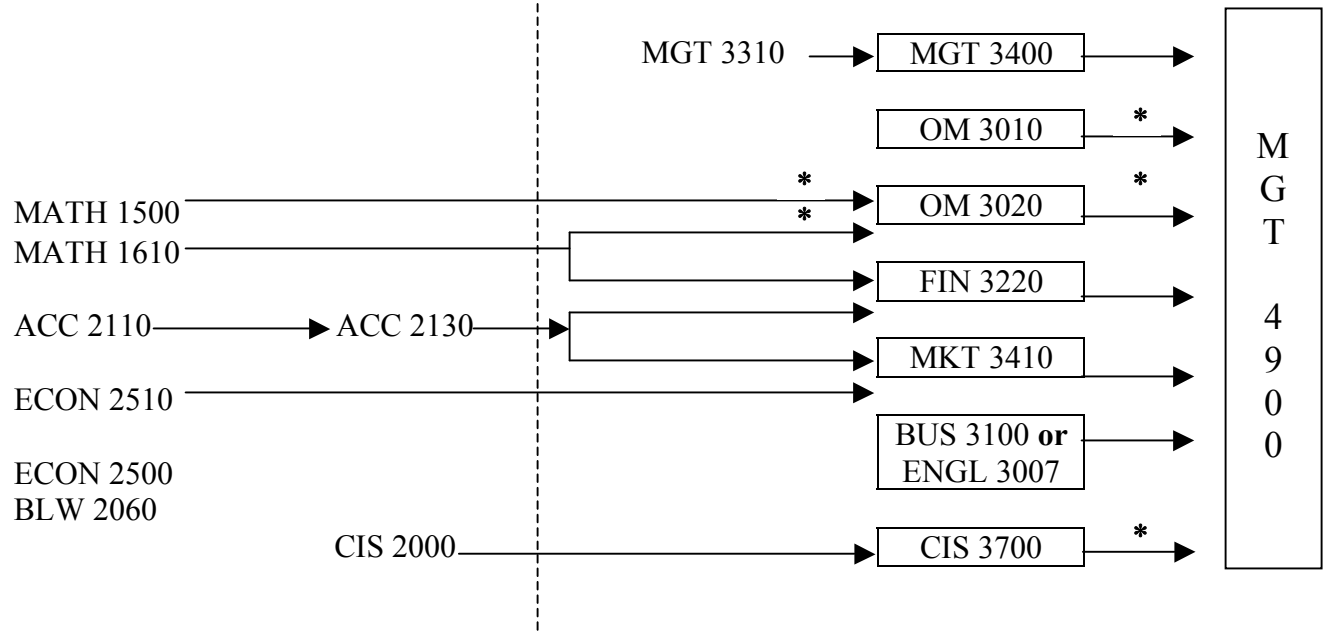 MGT 3310 MGT 3400
OM 3010 *
* OM 3020 *
MATH 1500 *
MATH 1610
FIN 3220
ACC 2110 ACC 2130
MKT 3410
ECON 2510
BUS 3100 or
ENGL 3007
ECON 2500
BLW 2060
CIS 2000 CIS 3700 *
M
G
T
4
9
0
0